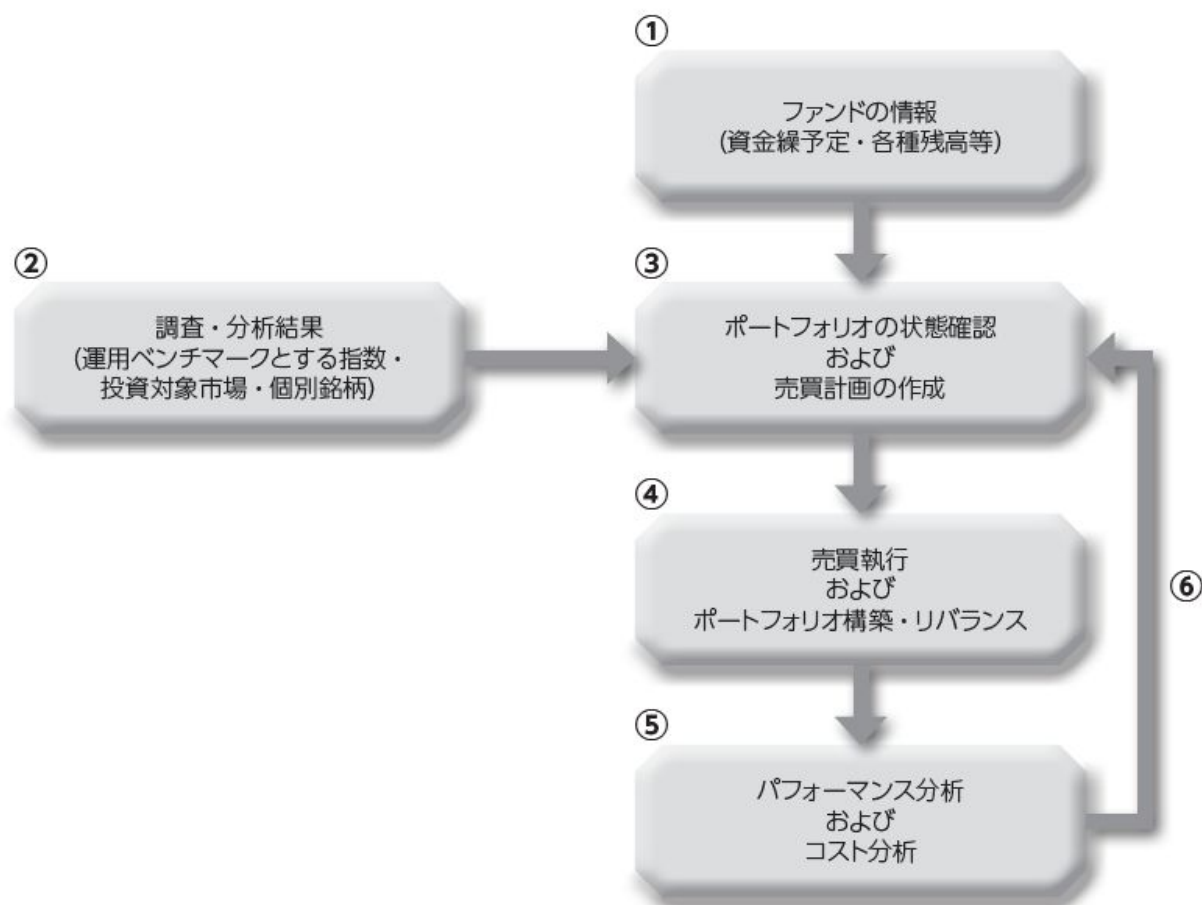 ①
ファンドの情報
(資金繰予定・各種残高等)
②
調査・分析結果
(運用ベンチマークとする指数・
投資対象市場・個別銘柄)
③
ポートフォリオの状態確認
および
売買計画の作成
④
売買執行
および
ポートフォリオ構築・リバランス
⑤
パフォーマンス分析
および
コスト分析
⑥